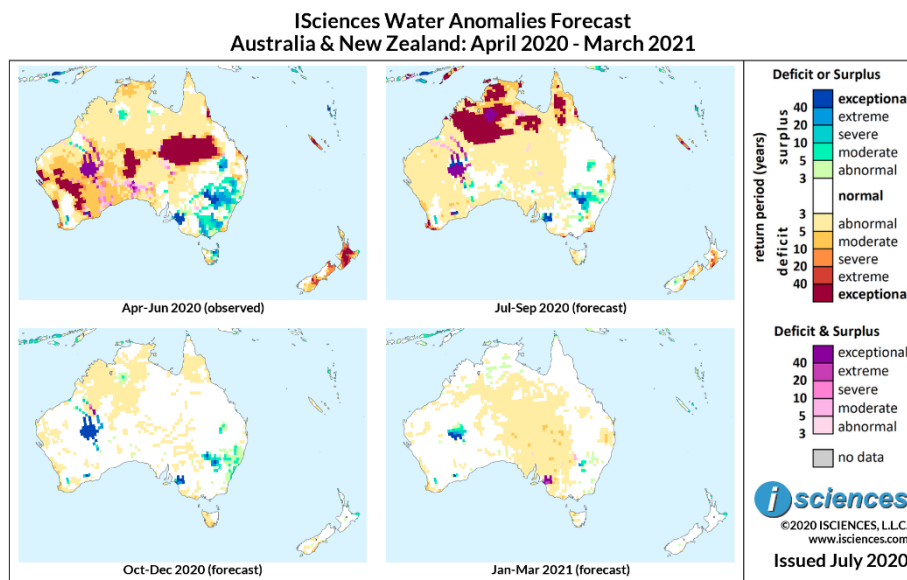 ISciences Water Anomalies Forecast
Australia & New Zealand: April 2020 - March 2021
Apr-Jun 2020 (observed)
Jul-Sep 2020 (forecast)
Oct-Dec 2020 (forecast)
Jan-Mar 2021 (forecast)
Deficit or Surplus
return period (years)
surplus
deficit
exceptional
40
extreme
20
severe
10
moderate
5
abnormal
3
normal
3
abnormal
5
moderate
10
severe
20
extreme
40
exceptional
Deficit & Surplus
exceptional
40
extreme
20
severe
10
moderate
5
abnormal
3
no data
i sciences
©2020 ISCIENCES, L.L.C.
www.isciences.com
Issued July 2020